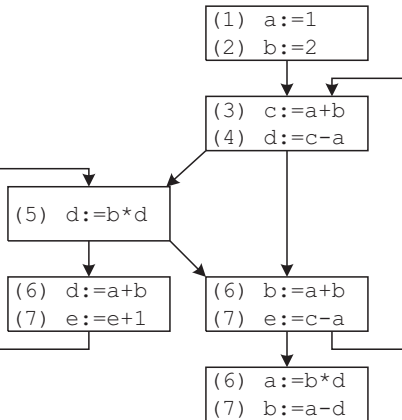 (1) a:=1
(2) b:=2
(3) c:=a+b
(4) d:=c-a
(5) d:=b*d
(6) d:=a+b
(7) e:=e+1
(6) b:=a+b
(7) e:=c-a
(6) a:=b*d
(7) b:=a-d